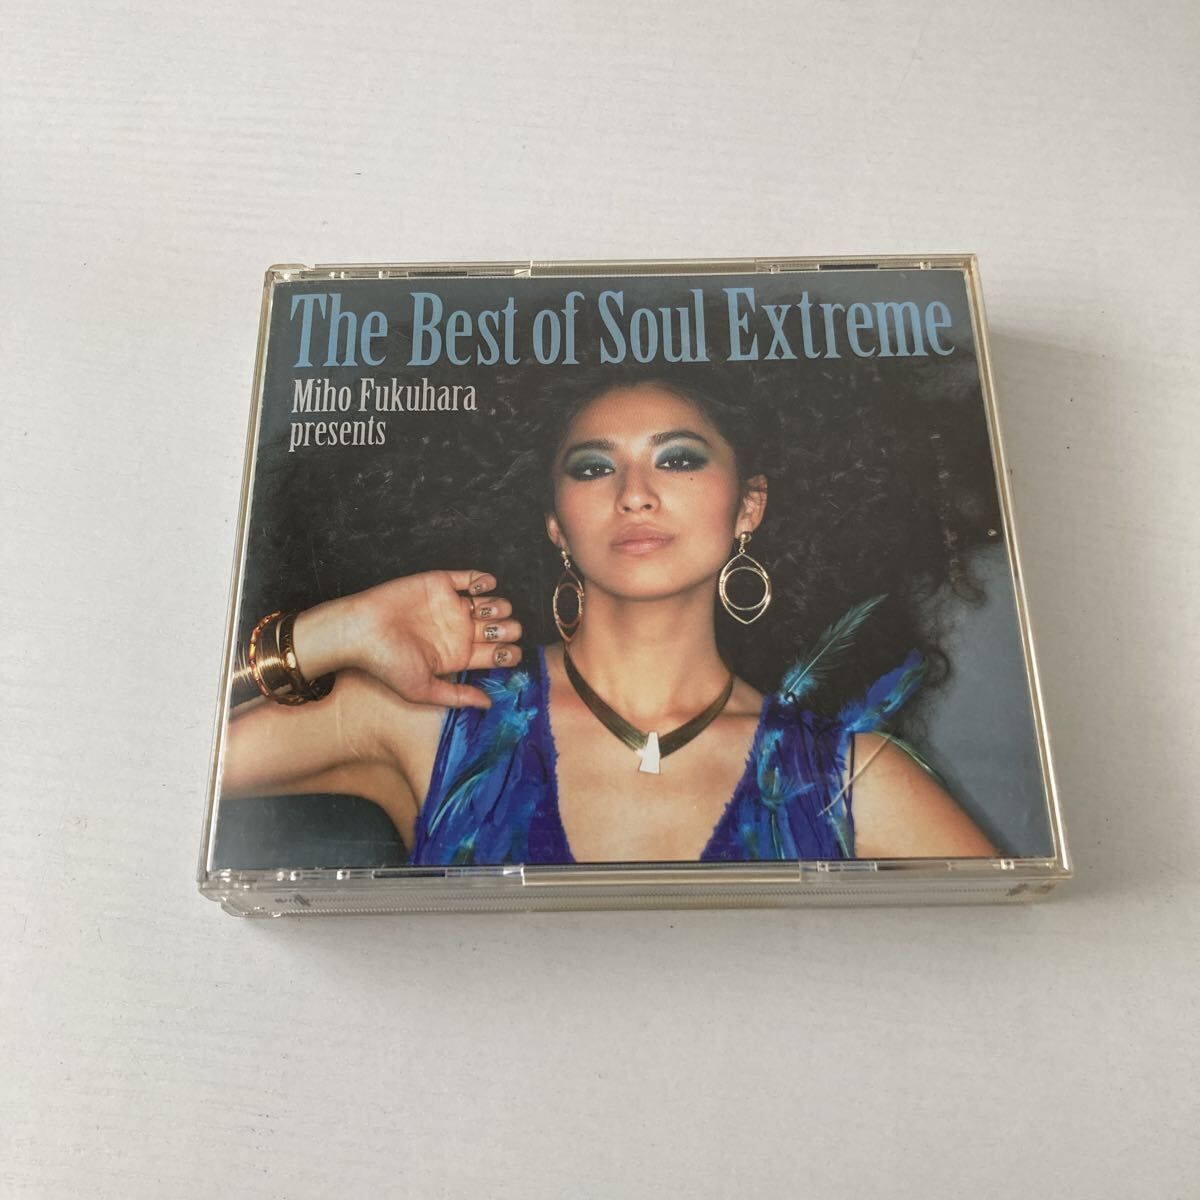 The Best of Soul Extreme
Miho Fukuhara
presents